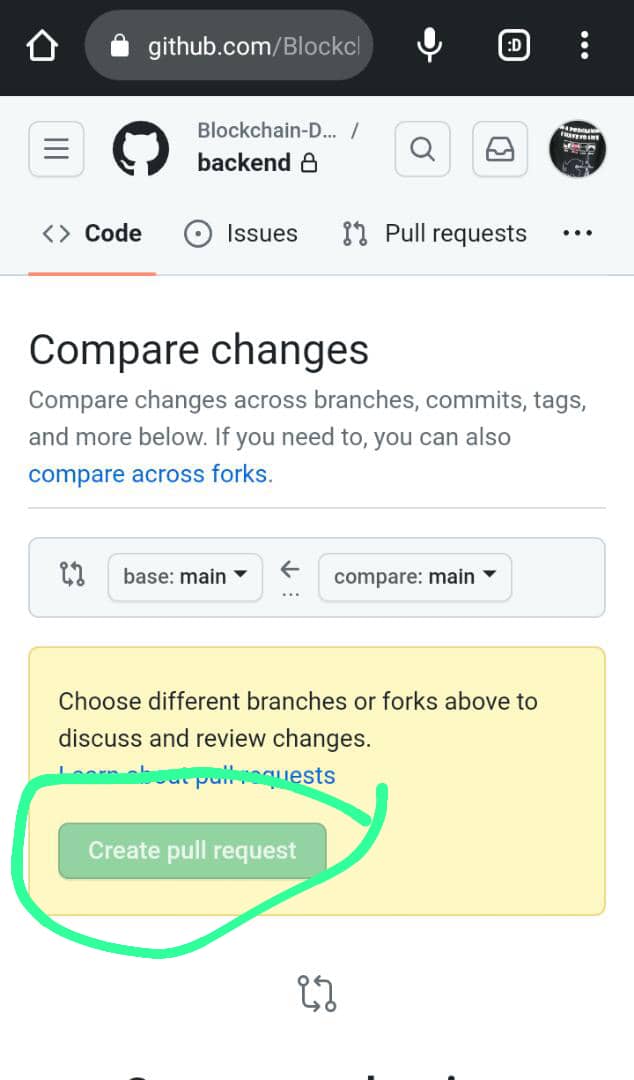 github.com/Blockc
:D
Blockchain-D... /
backend
Code
Issues
Pull requests
Compare changes
Compare changes across branches, commits, tags,
and more below. If you need to, you can also
compare across forks.
base: main
...
compare: main
Choose different branches or forks above to
discuss and review changes.
Learn about pull requests
Create pull request